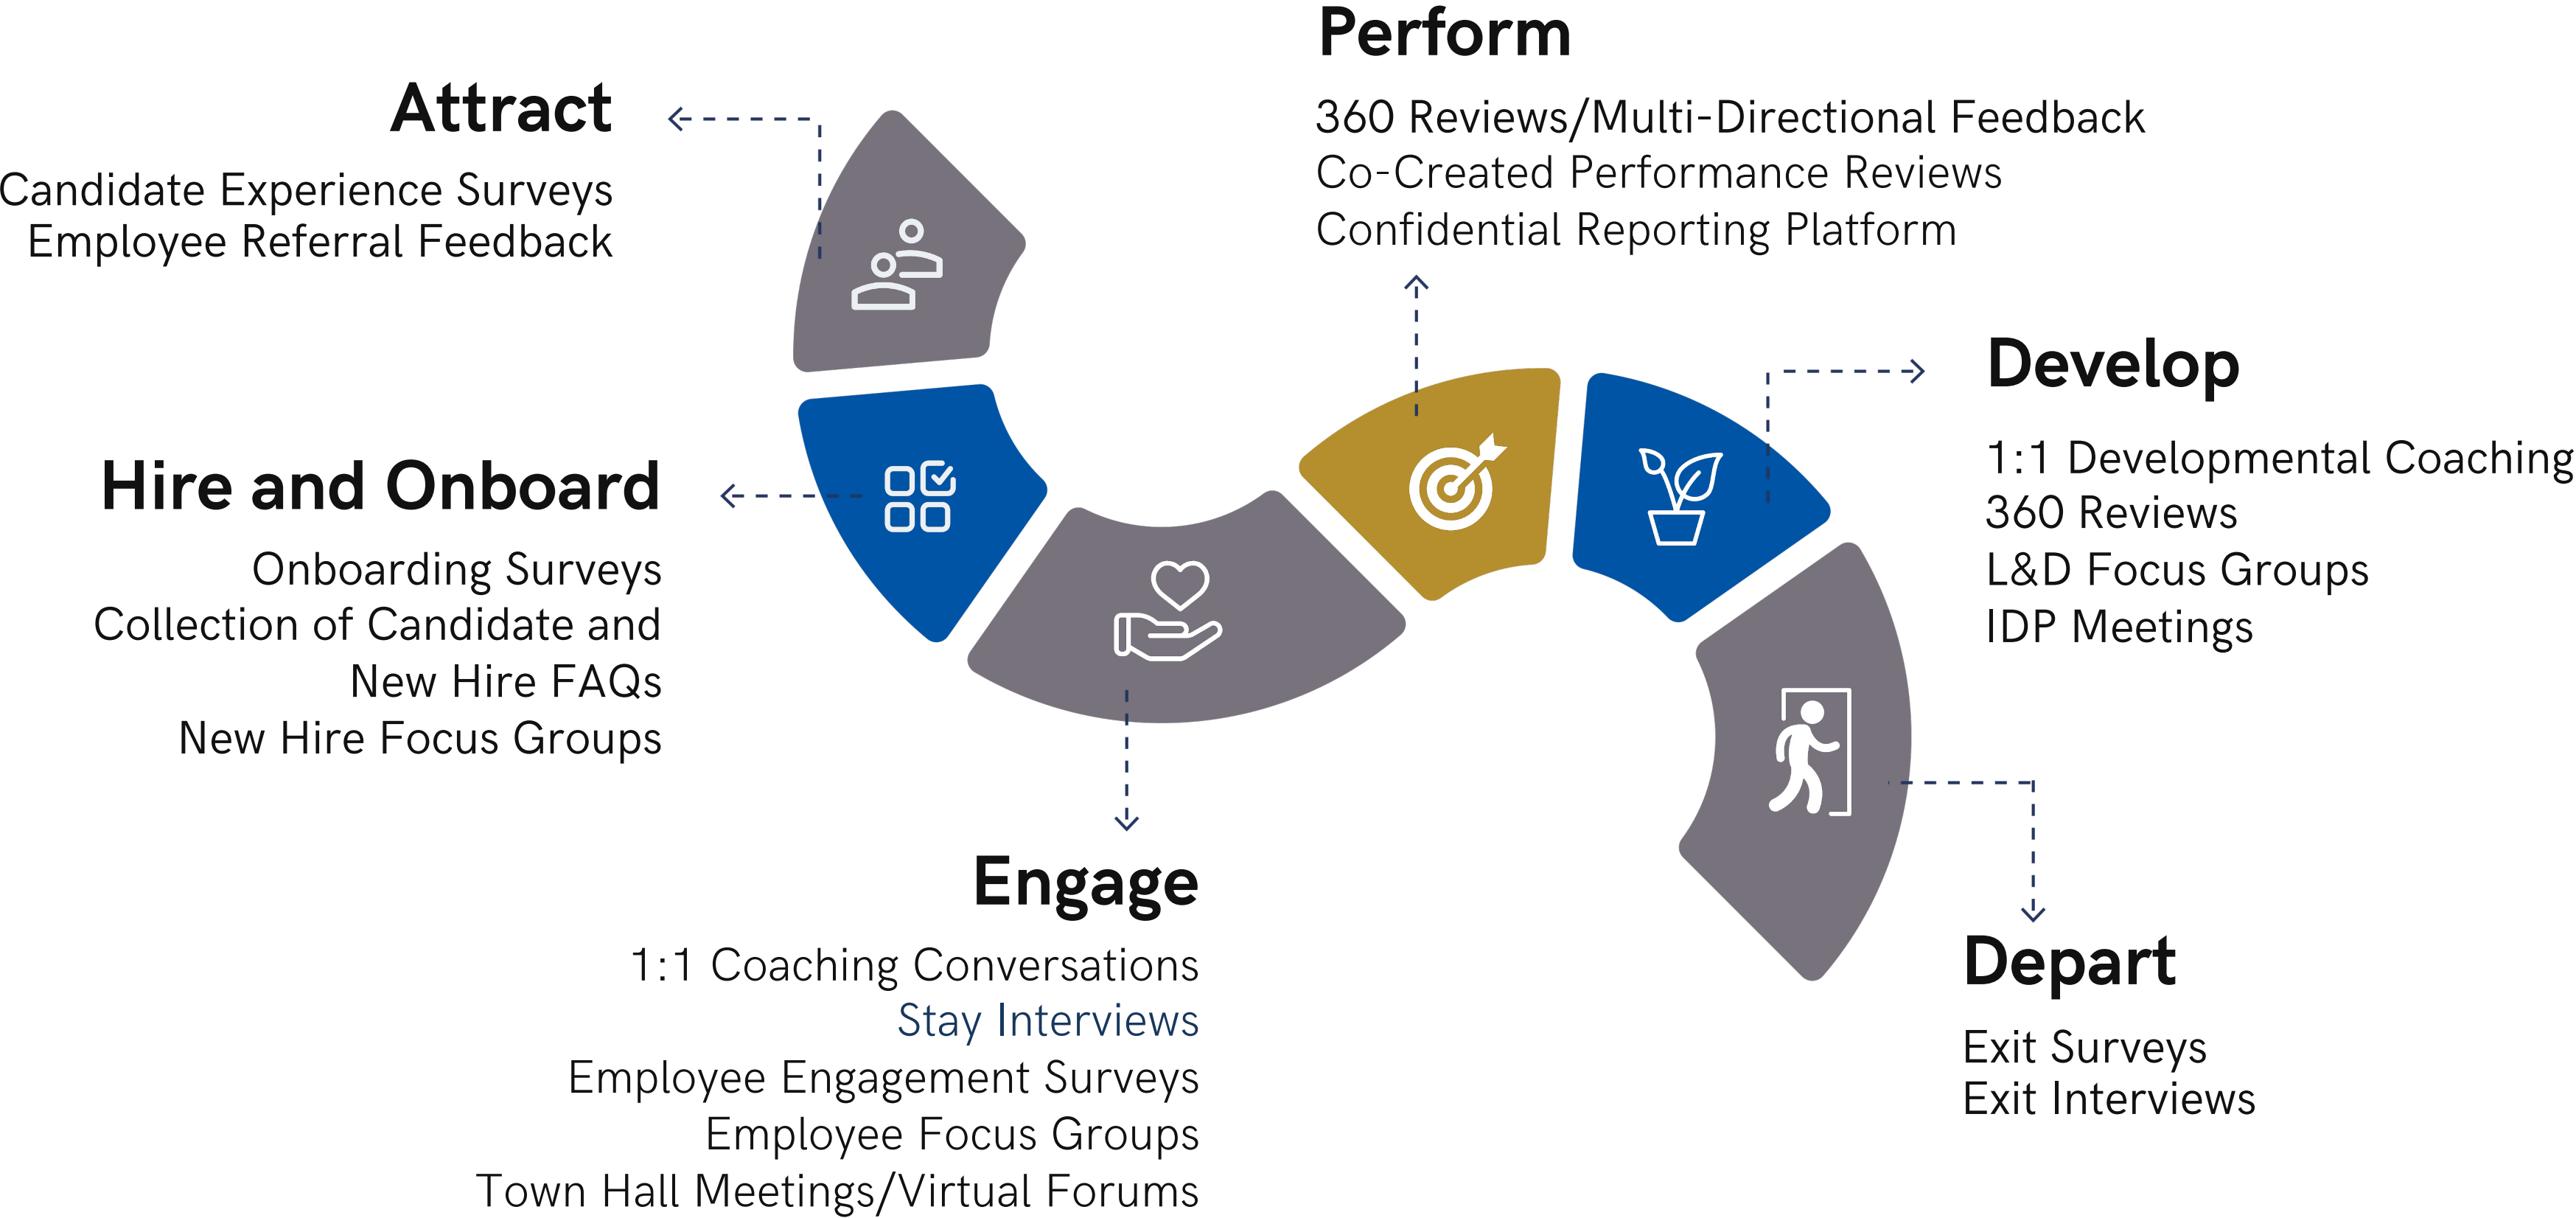 Attract
Candidate Experience Surveys
Employee Referral Feedback
Hire and Onboard
Onboarding Surveys
Collection of Candidate and
New Hire FAQs
New Hire Focus Groups
Engage
1:1 Coaching Conversations
Stay Interviews
Employee Engagement Surveys
Employee Focus Groups
Town Hall Meetings/Virtual Forums
Perform
360 Reviews/Multi-Directional Feedback
Co-Created Performance Reviews
Confidential Reporting Platform
Develop
1:1 Developmental Coaching
360 Reviews
L&D Focus Groups
IDP Meetings
Depart
Exit Surveys
Exit Interviews